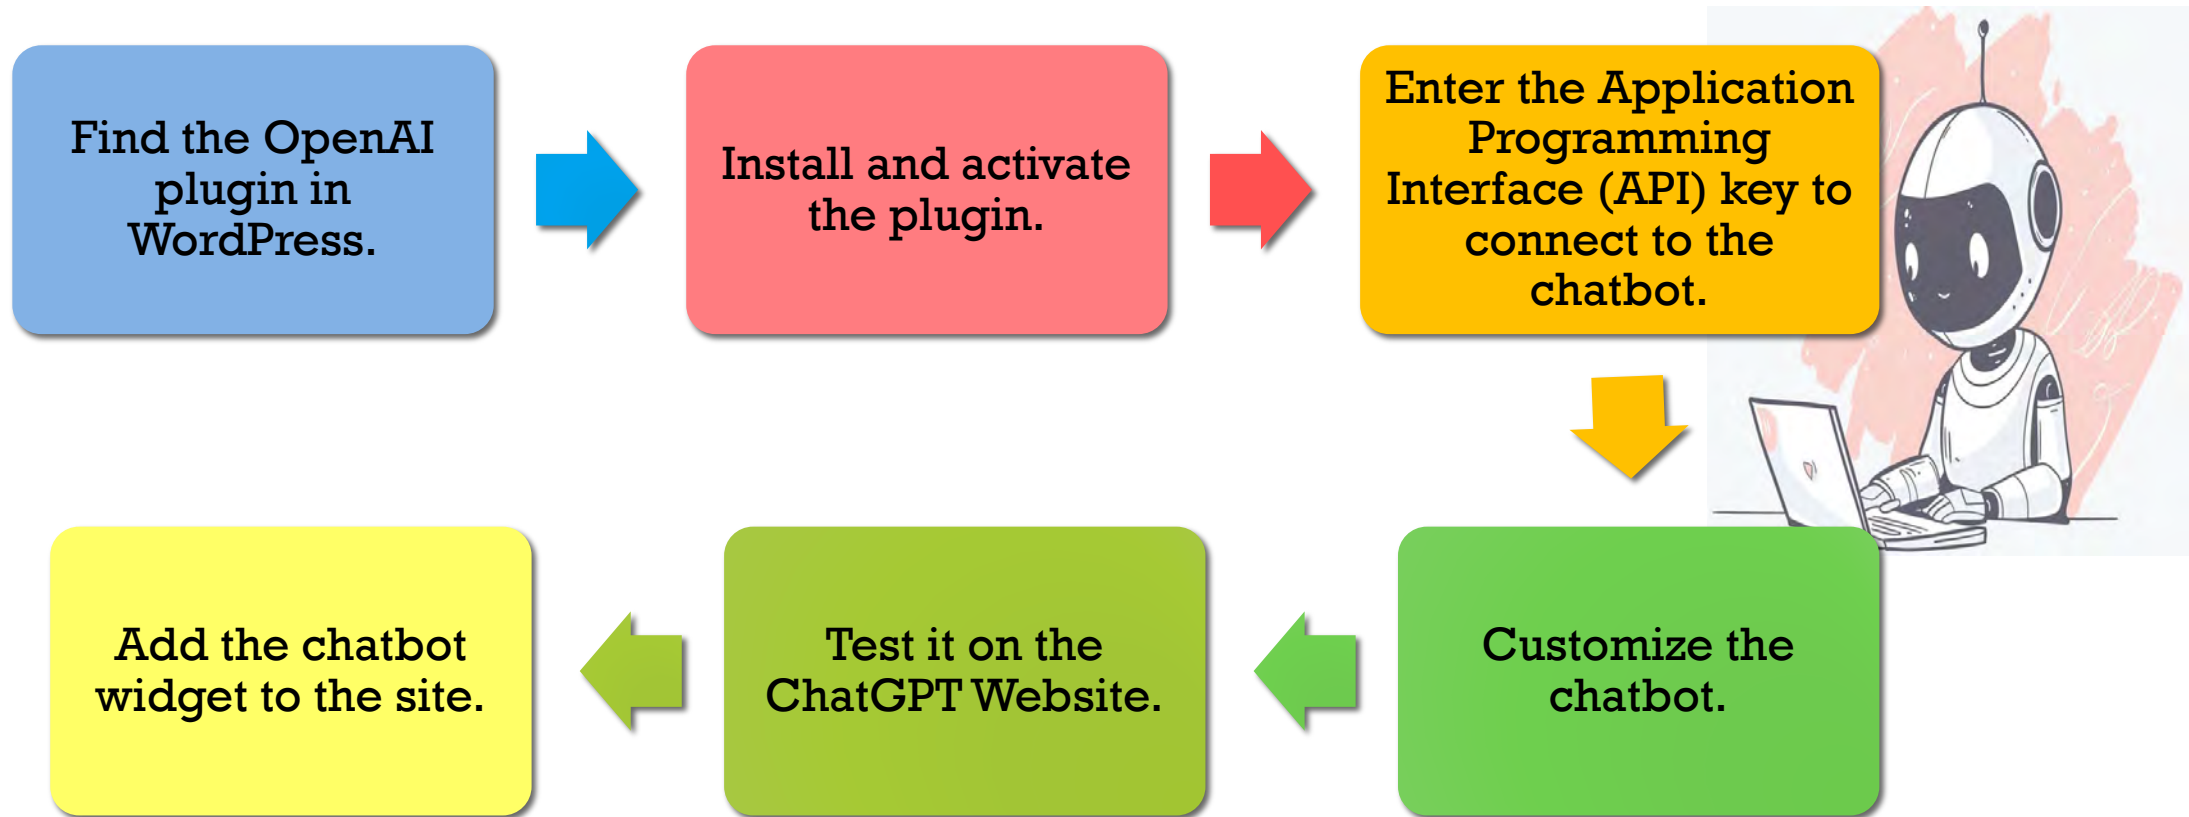 Find the OpenAI
plugin in
WordPress.
Install and activate
the plugin.
Enter the Application
Programming
Interface (API) key to
connect to the
chatbot.
Customize the
chatbot.
Test it on the
ChatGPT Website.
Add the chatbot
widget to the site.